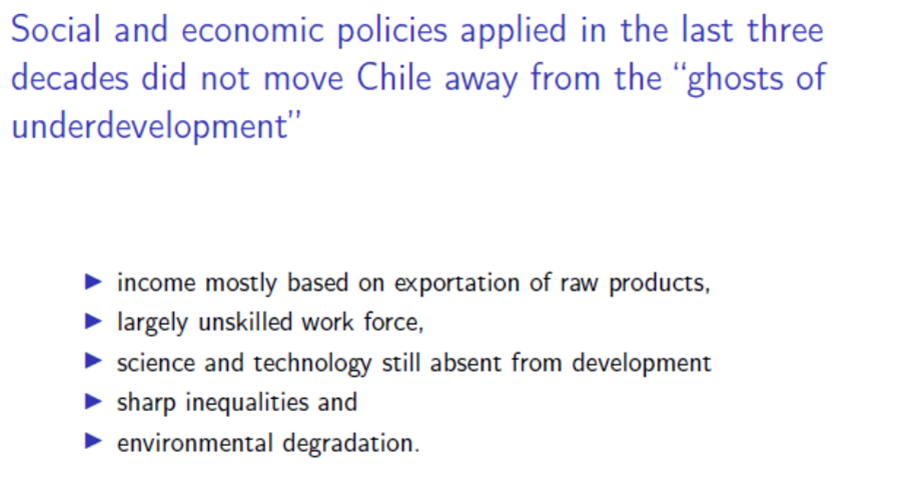 Social and economic policies applied in the last three
decades did not move Chile away from the “ghosts of
underdevelopment”
▶ income mostly based on exportation of raw products,
▶ largely unskilled work force,
▶ science and technology still absent from development
▶ sharp inequalities and
▶ environmental degradation.